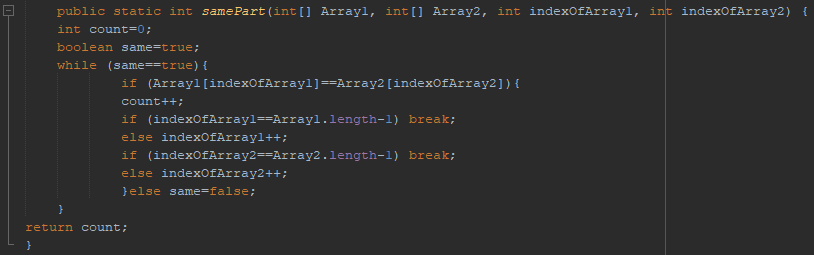 public static int samePart(int[] Array1, int[] Array2, int indexOfArray1, int indexOfArray2) {
int count=0;
boolean same=true;
while (same==true){
if (Array1[indexOfArray1]==Array2[indexOfArray2]){
count++;
if (indexOfArray1==Array1.length-1) break;
else indexOfArray1++;
if (indexOfArray2==Array2.length-1) break;
else indexOfArray2++;
}else same=false;
}
return count;
}